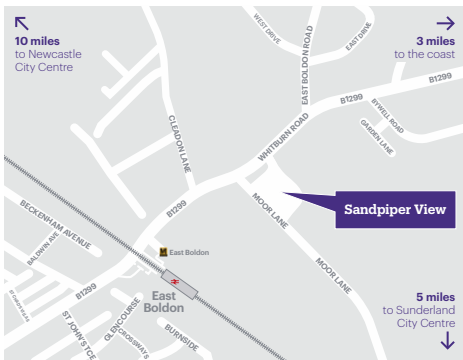 10 miles
to Newcastle
City Centre
3 miles
to the coast
WEST DRIVE
EAST DRIVE
EAST BOLDON ROAD
B1299
BYWELL ROAD
GARDEN LANE
CLEADON LANE
WHITBURN ROAD
B1299
MOOR LANE
Sandpiper View
BECKENHAM AVENUE
BALDWIN AVE
East Boldon
MOOR LANE
B1299
East
Boldon
ST JOHN'S TCE
GLENCOURSE
CROSSWAYS
BURNSIDE
5 miles
to Sunderland
City Centre